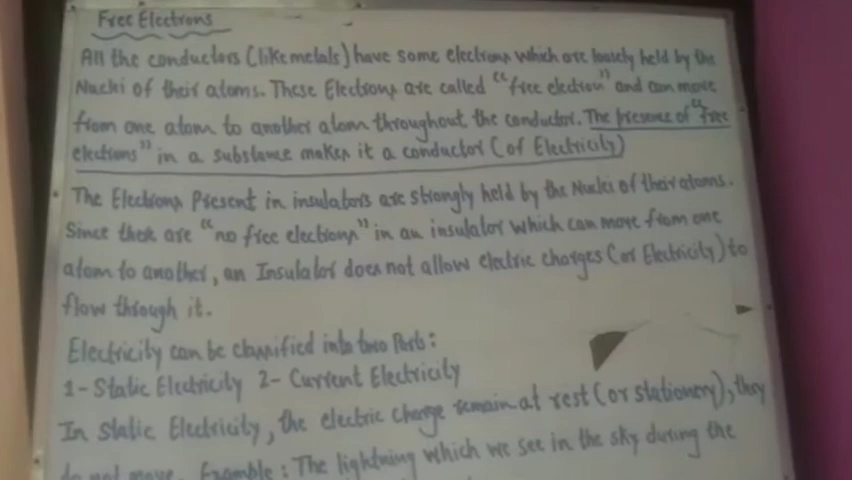 Free Electrons
All the conductors (like metals) have some electrons which are loosely held by the
Nuclei of their atoms. These Electrons are called "free electron" and can move
from one atom to another atom throughout the conductor. The presence of "free
electrons" in a substance makes it a conductor (of Electricity)
• The Electrons Present in insulators are strongly held by the Nuclei of their atoms.
Since there are "no free electrons" in an insulator which can move from one
atom to another, an Insulator does not allow electric charges (or Electricity) to
flow through it.
Electricity can be classified into two Parts:
1- Static Electricity 2- Current Electricity
In Static Electricity, the electric charge remain at rest (or stationery), they
do not move. Example: The lightning which we see in the sky during the